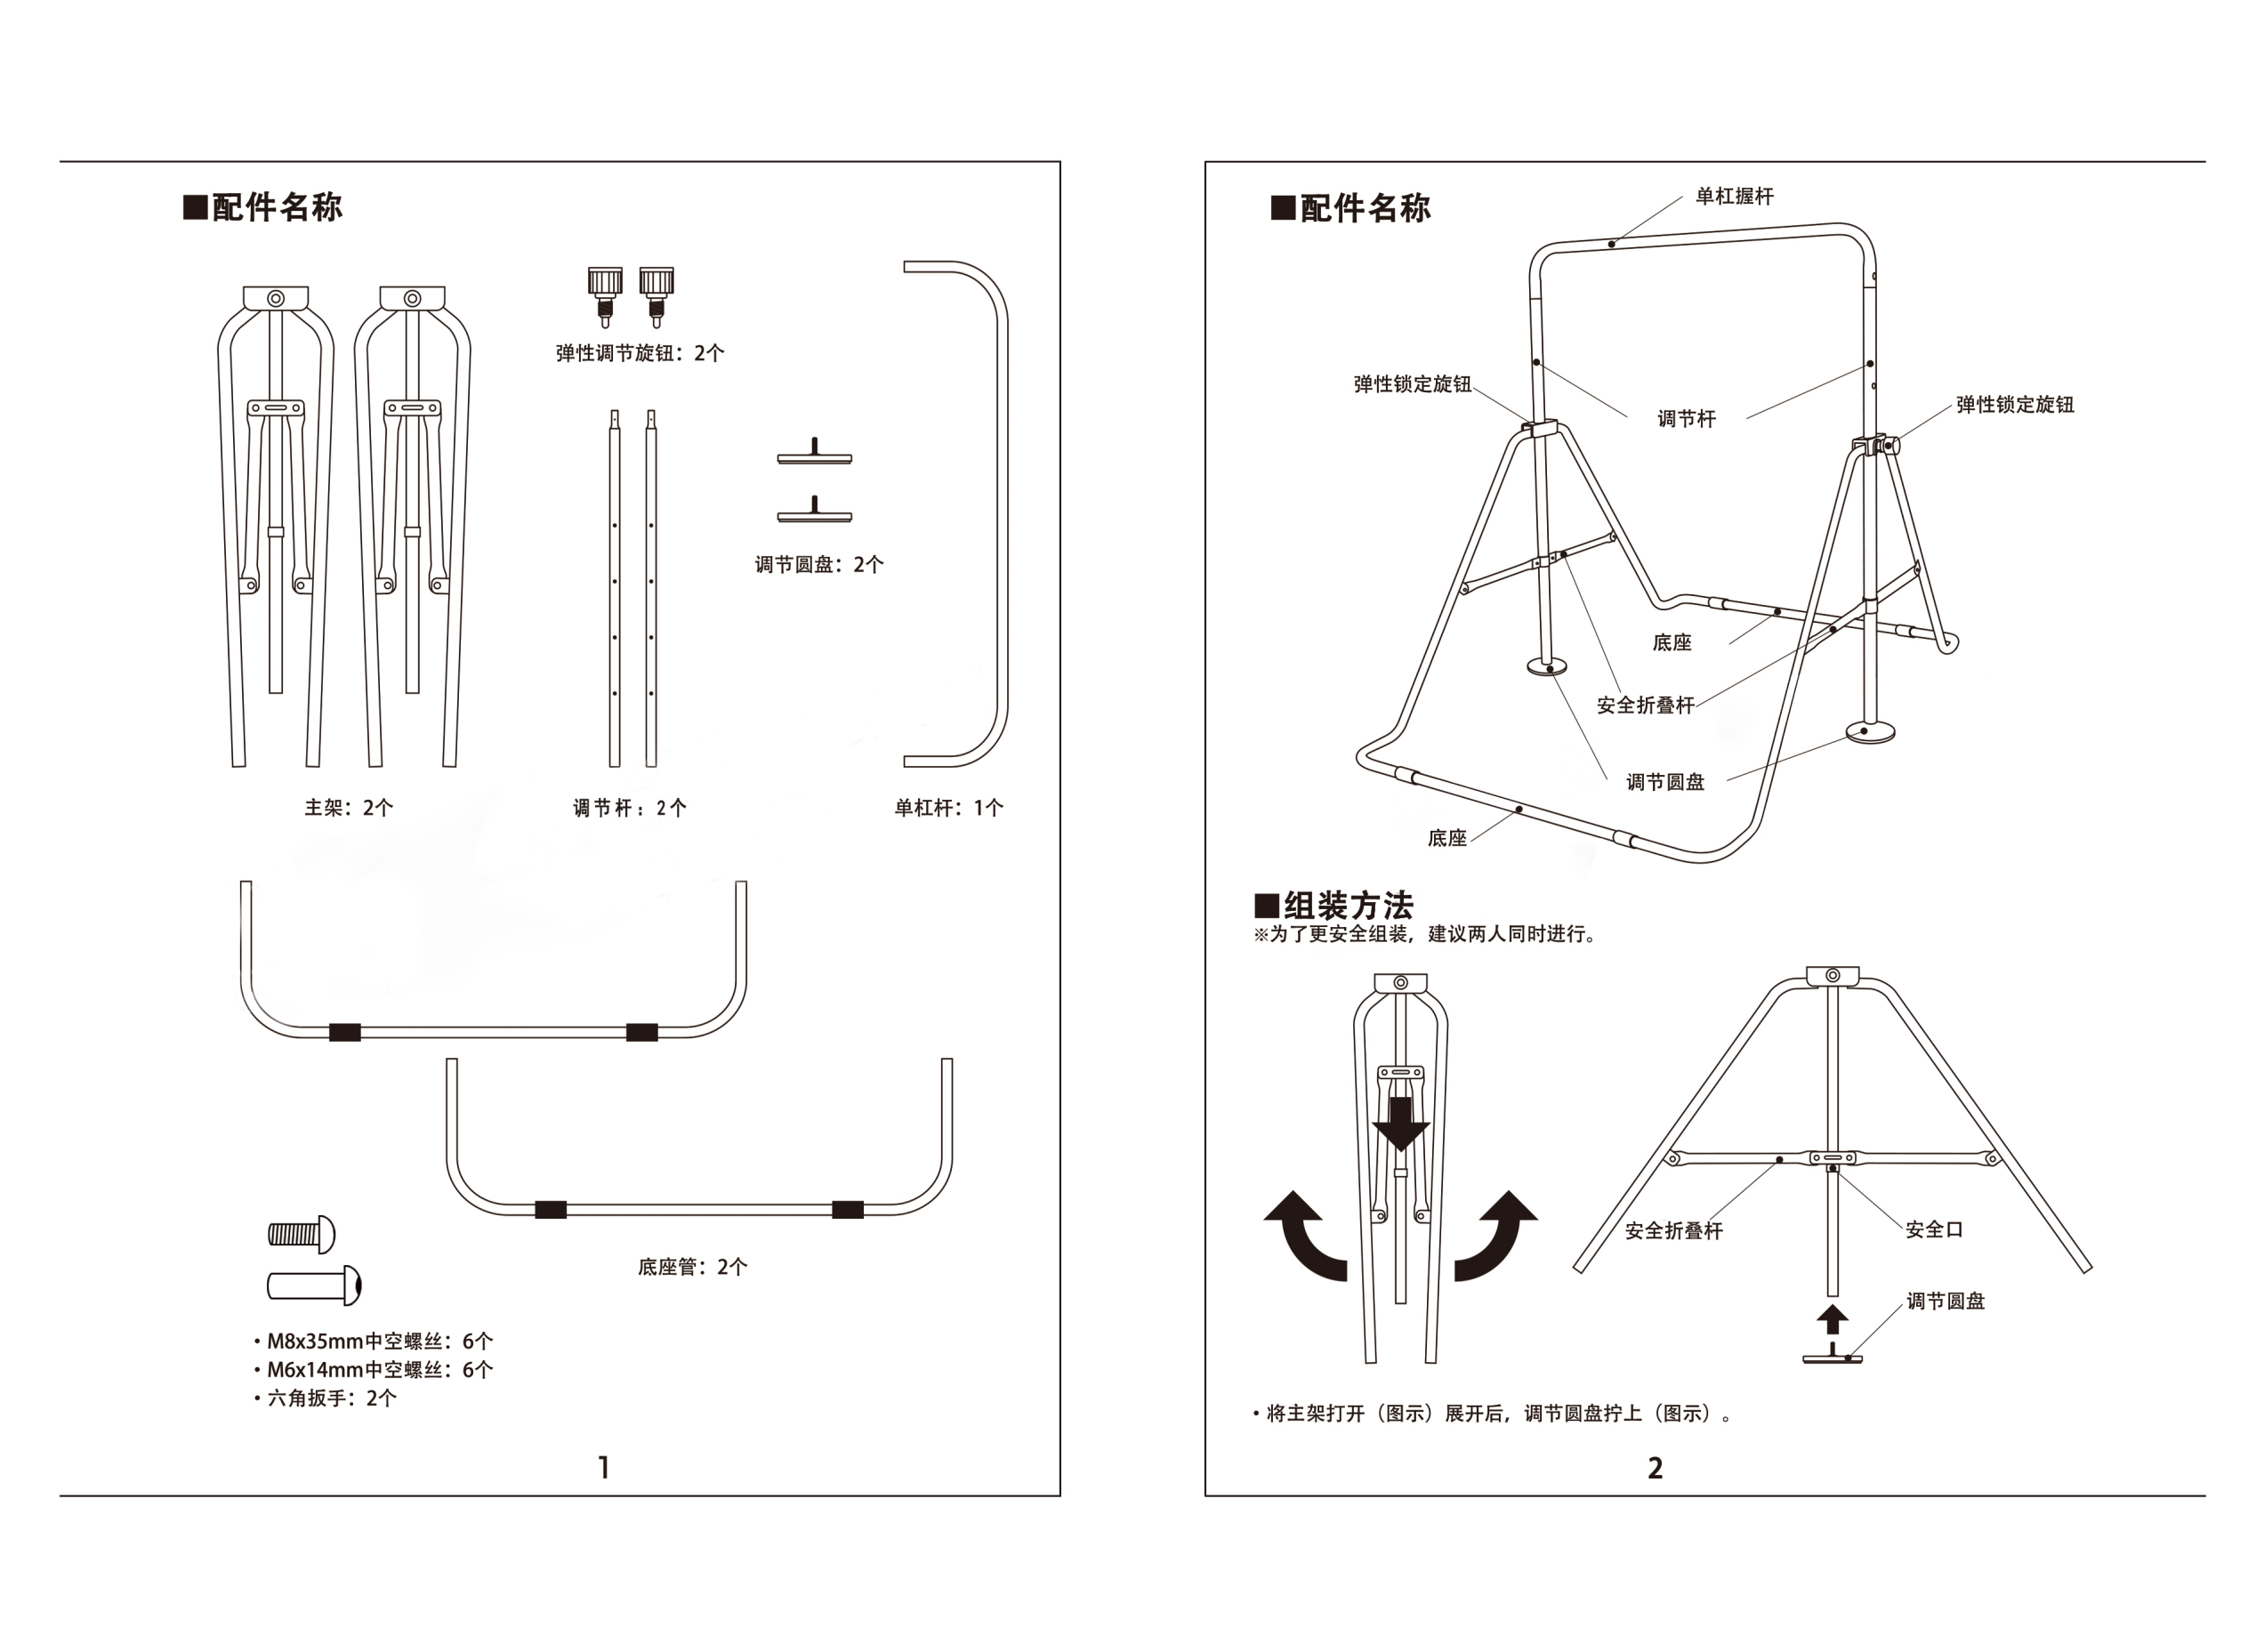 ■配件名称
弹性调节旋钮：2个
调节圆盘：2个
主架：2个
调节杆：2个
单杠杆：1个
底座管：2个
・M8x35mm中空螺丝：6个
・M6x14mm中空螺丝：6个
・六角扳手：2个
1
■配件名称
单杠握杆
弹性锁定旋钮
弹性锁定旋钮
调节杆
底座
安全折叠杆
调节圆盘
底座
■组装方法
※为了更安全组装，建议两人同时进行。
安全折叠杆
安全口
调节圆盘
・将主架打开（图示）展开后，调节圆盘拧上（图示）。
2